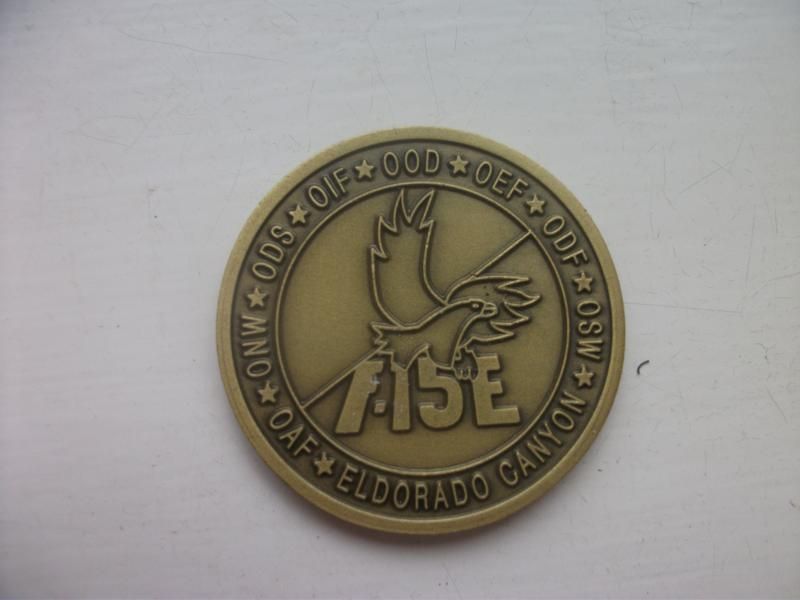 ONW ★ ODS ★ OIF ★ OOD ★ OEF ★ ODF ★ OSW ★ ELDORADO CANYON ★ OAF ★
F-15E